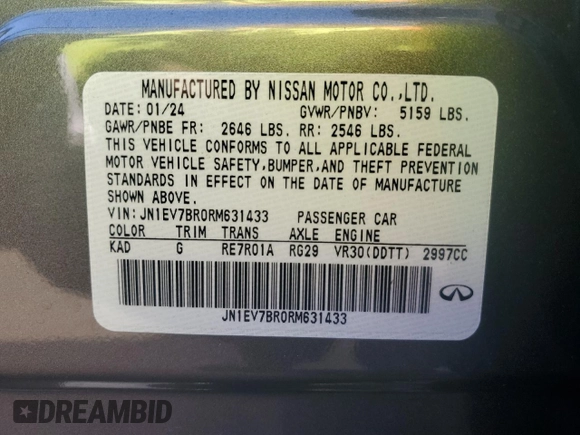 MANUFACTURED BY NISSAN MOTOR CO.,LTD.
DATE: 01/24 GVWR/PNBV: 5159 LBS.
GAWR/PNBE FR: 2646 LBS. RR: 2546 LBS.
THIS VEHICLE CONFORMS TO ALL APPLICABLE FEDERAL
MOTOR VEHICLE SAFETY,BUMPER,AND THEFT PREVENTION
STANDARDS IN EFFECT ON THE DATE OF MANUFACTURE
SHOWN ABOVE.
VIN: JN1EV7BR0RM631433 PASSENGER CAR
COLOR TRIM TRANS AXLE ENGINE
KAD G RE7R01A RG29 VR30(DDTT) 2997CC
JN1EV7BR0RM631433
DREAMBID